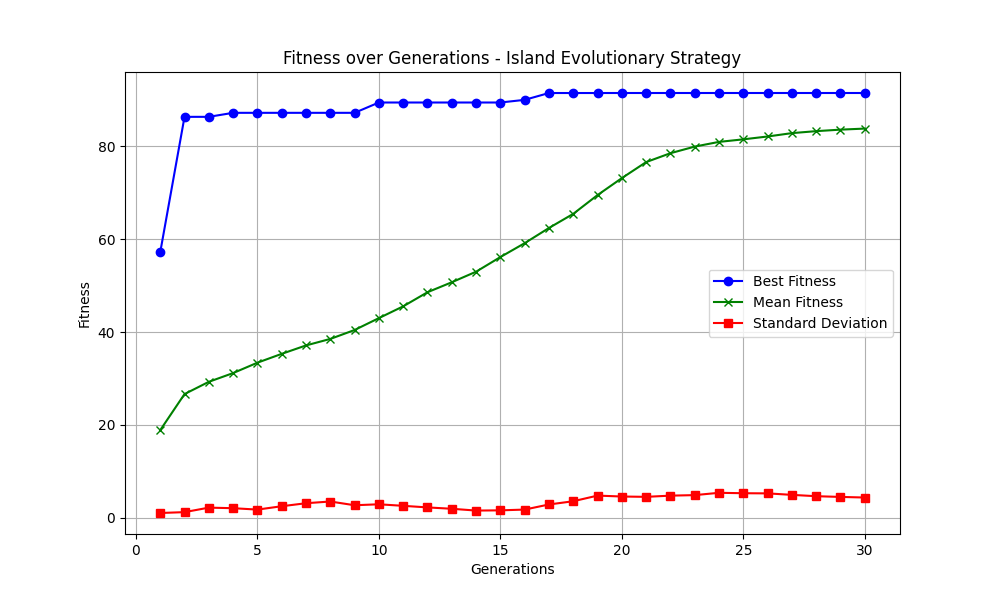 Fitness over Generations - Island Evolutionary Strategy
Fitness
80
60
40
20
0
Best Fitness
Mean Fitness
Standard Deviation
0 5 10 15 20 25 30
Generations